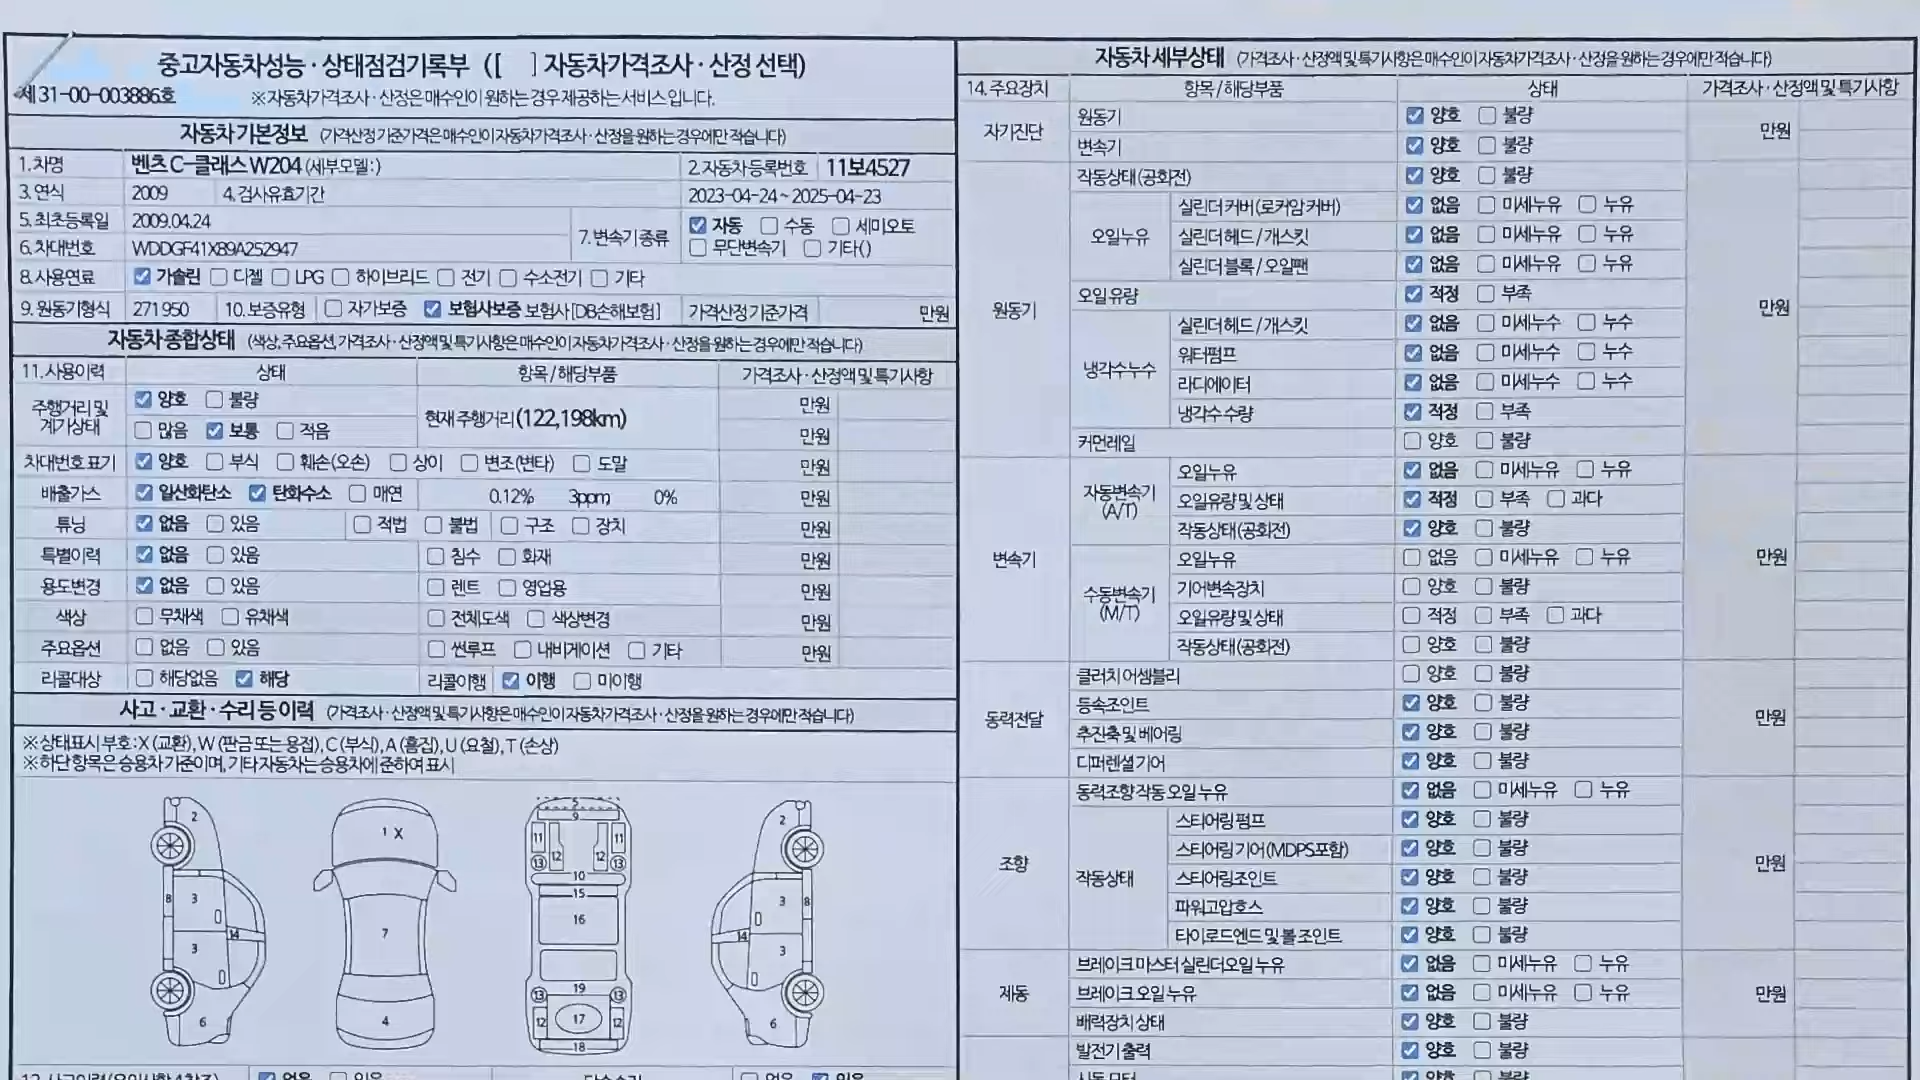 중고자동차성능·상태점검기록부 ([ ] 자동차가격조사·산정 선택)
제31-00-003886호 ※ 자동차가격조사·산정은 매수인이 원하는 경우 제공하는 서비스 입니다.
자동차 기본정보 (가격산정 기준가격은 매수인이 자동차가격조사·산정을 원하는 경우에만 적습니다)
1. 차명 벤츠 C-클래스 W204 (세부모델:) 2. 자동차등록번호 11보4527
3. 연식 2009 4. 검사유효기간 2023-04-24 ~ 2025-04-23
5. 최초등록일 2009.04.24
6. 차대번호 WDDGF41X89A252947
7. 변속기종류 자동 수동 세미오토
무단변속기 기타()
8. 사용연료 가솔린 디젤 LPG 하이브리드 전기 수소전기 기타
9. 원동기형식 271950 10. 보증유형 자가보증 보험사보증 보험사[DB손해보험] 가격산정 기준가격 만원
자동차 종합상태 (색상, 주요옵션, 가격조사·산정액 및 특기사항은 매수인이 자동차가격조사·산정을 원하는 경우에만 적습니다)
11. 사용이력 상태 항목 / 해당부품 가격조사·산정액 및 특기사항
주행거리 및 계기상태 양호 불량 현재 주행거리 (122,198km) 만원
많음 보통 적음 만원
차대번호 표기 양호 부식 훼손(오손) 상이 변조(변타) 도말 만원
배출가스 일산화탄소 탄화수소 매연 0.12% 3ppm, 0% 만원
튜닝 없음 있음 적법 불법 구조 장치 만원
특별이력 없음 있음 침수 화재 만원
용도변경 없음 있음 렌트 영업용 만원
색상 무채색 유채색 전체도색 색상변경 만원
주요옵션 없음 있음 썬루프 내비게이션 기타 만원
리콜대상 해당없음 해당 리콜이행 이행 미이행
사고·교환·수리 등 이력 (가격조사·산정액 및 특기사항은 매수인이 자동차가격조사·산정을 원하는 경우에만 적습니다)
※ 상태표시 부호 : X (교환), W (판금 또는 용접), C (부식), A (흠집), U (요철), T (손상)
※ 하단 항목은 승용차 기준이며, 기타 자동차는 승용차에 준하여 표시
2 8 3 14 3 6
1 X 7 4
5 9 11 11 12 12 13 13 10 15 16 19 13 13 12 17 12 18
2 3 8 14 3 6
자동차 세부상태 (가격조사·산정액 및 특기사항은 매수인이 자동차가격조사·산정을 원하는 경우에만 적습니다)
14. 주요장치 항목 / 해당부품 상태 가격조사·산정액 및 특기사항
자기진단 원동기 양호 불량 만원
변속기 양호 불량
원동기 작동상태 (공회전) 양호 불량 만원
오일누유 실린더 커버(로커암 커버) 없음 미세누유 누유
실린더 헤드 / 개스킷 없음 미세누유 누유
실린더 블록 / 오일팬 없음 미세누유 누유
오일 유량 적정 부족
냉각수누수 실린더 헤드 / 개스킷 없음 미세누수 누수
워터펌프 없음 미세누수 누수
라디에이터 없음 미세누수 누수
냉각수 수량 적정 부족
커먼레일 양호 불량
변속기 자동변속기 (A/T) 오일누유 없음 미세누유 누유 만원
오일유량 및 상태 적정 부족 과다
작동상태(공회전) 양호 불량
수동변속기 (M/T) 오일누유 없음 미세누유 누유
기어변속장치 양호 불량
오일유량 및 상태 적정 부족 과다
작동상태(공회전) 양호 불량
동력전달 클러치 어셈블리 양호 불량 만원
등속조인트 양호 불량
추진축 및 베어링 양호 불량
디퍼렌셜 기어 양호 불량
조향 동력조향 작동 오일 누유 없음 미세누유 누유 만원
작동상태 스티어링 펌프 양호 불량
스티어링 기어(MDPS포함) 양호 불량
스티어링조인트 양호 불량
파워고압호스 양호 불량
타이로드엔드 및 볼 조인트 양호 불량
제동 브레이크 마스터 실린더오일 누유 없음 미세누유 누유 만원
브레이크 오일 누유 없음 미세누유 누유
배력장치 상태 양호 불량
발전기 출력 양호 불량